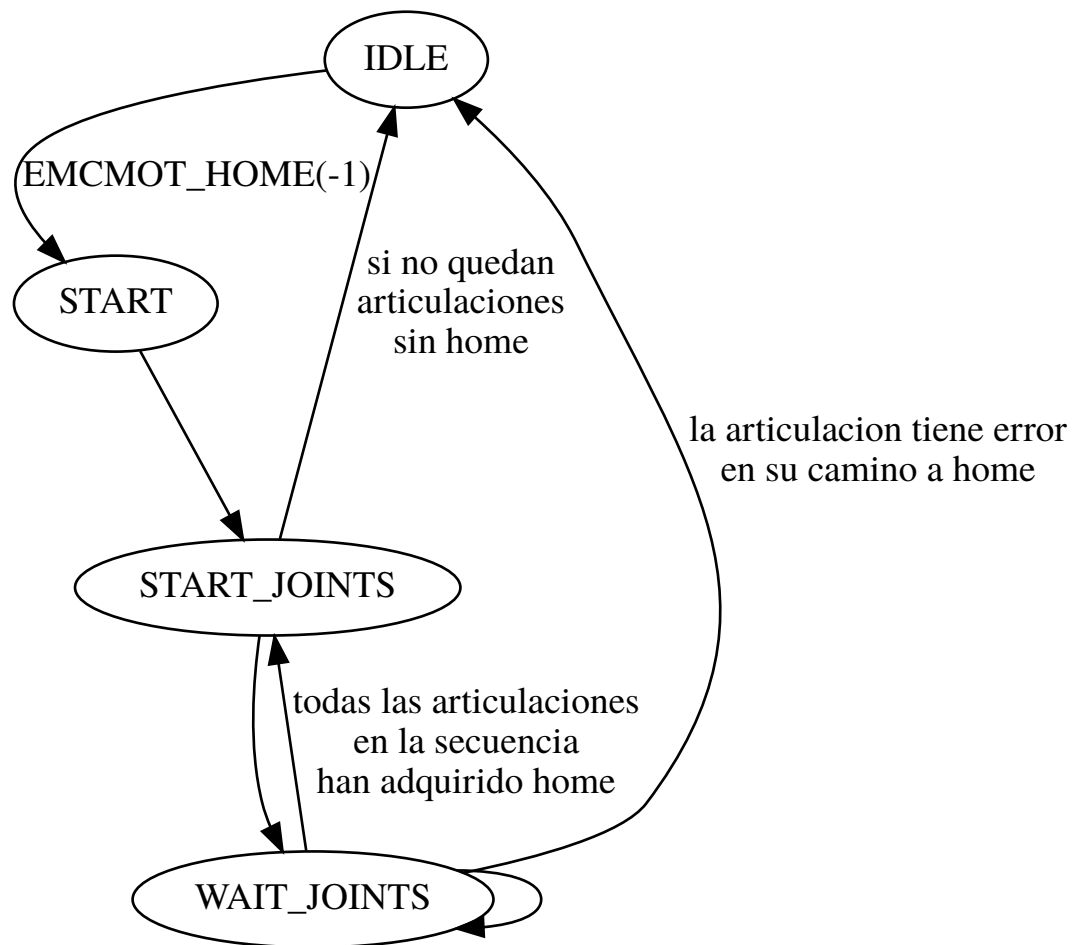 IDLE
EMCMOT_HOME(-1)
si no quedan
articulaciones
sin home
START
la articulacion tiene error
en su camino a home
START_JOINTS
todas las articulaciones
en la secuencia
han adquirido home
WAIT_JOINTS